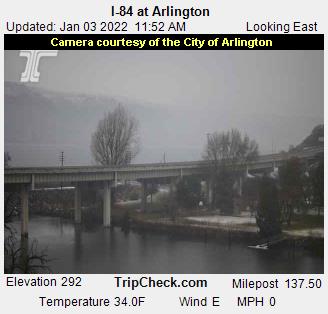 I-84 at Arlington
Updated: Jan 03 2022 11:52 AM Looking East
Camera courtesy of the City of Arlington
Elevation 292 TripCheck.com Milepost 137.50
Temperature 34.0F Wind E MPH 0